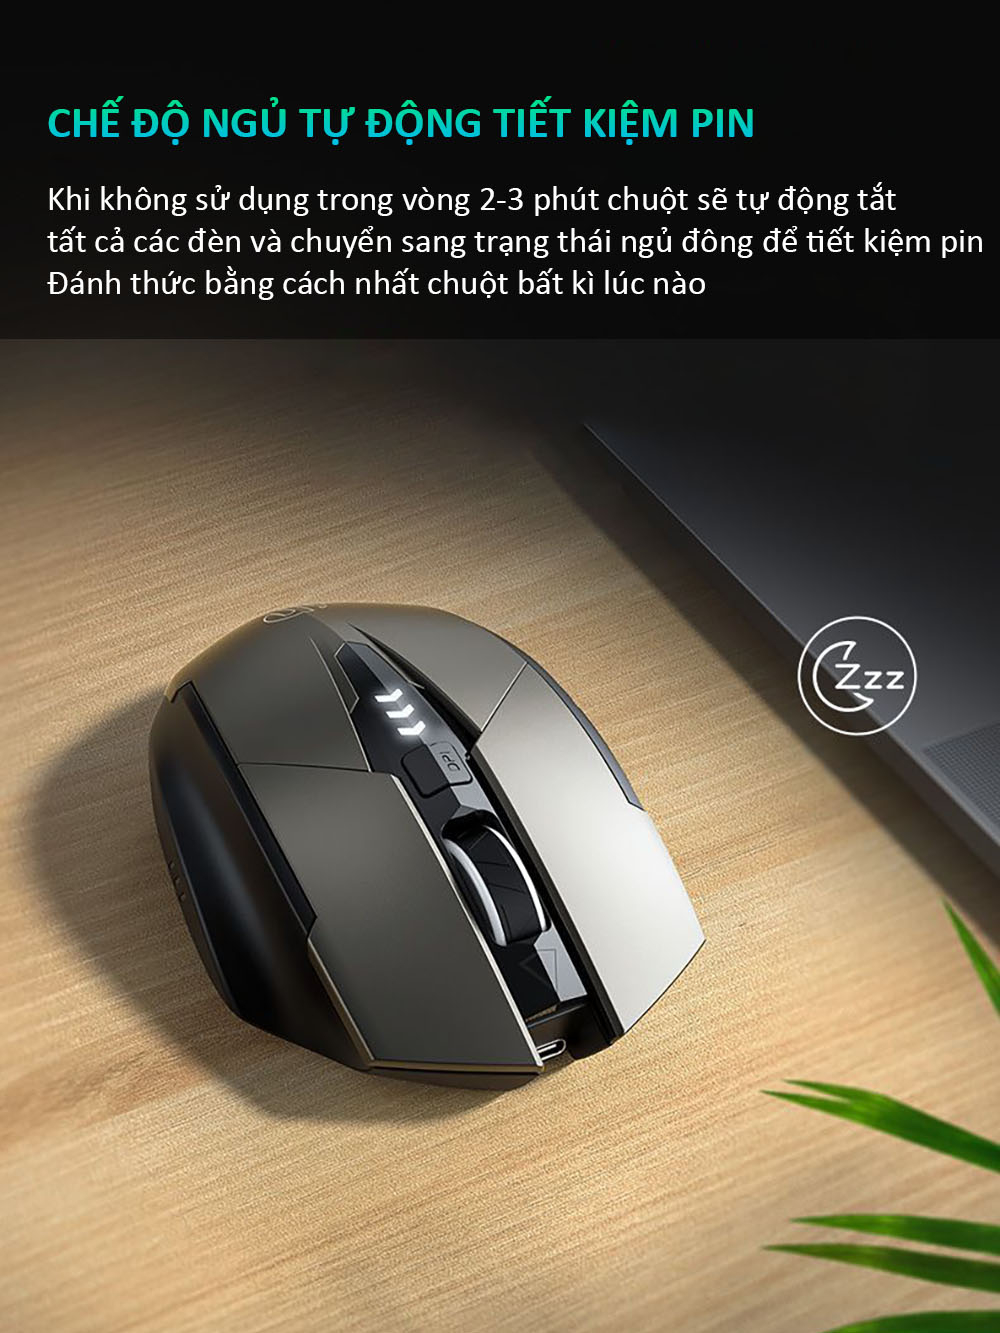 CHẾ ĐỘ NGỦ TỰ ĐỘNG TIẾT KIỆM PIN
Khi không sử dụng trong vòng 2-3 phút chuột sẽ tự động tắt
tất cả các đèn và chuyển sang trạng thái ngủ đông để tiết kiệm pin
Đánh thức bằng cách nhất chuột bất kì lúc nào
Zzz
DPI